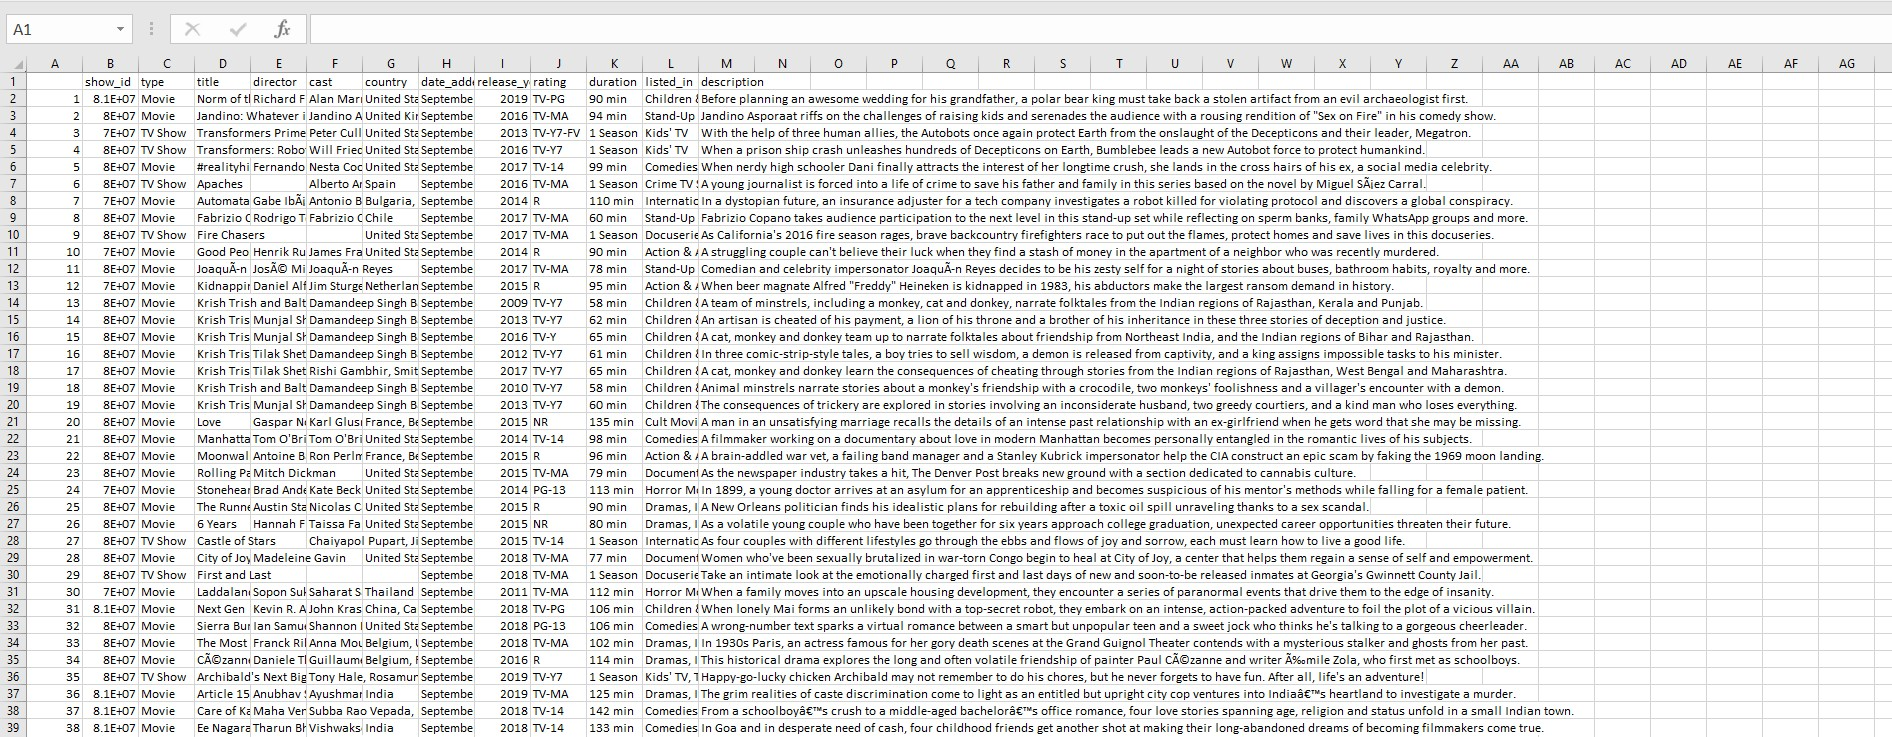 A1 fx
A B C D E F G H I J K L M N O P Q R S T U V W X Y Z AA AB AC AD AE AF AG
1 show_id type title director cast country date_adde release_y rating duration listed_in description
2 1 8.1E+07 Movie Norm of tl Richard F Alan Mari United Sta Septembe 2019 TV-PG 90 min Children & Before planning an awesome wedding for his grandfather, a polar bear king must take back a stolen artifact from an evil archaeologist first.
3 2 8E+07 Movie Jandino: Whatever i Jandino A United Kir Septembe 2016 TV-MA 94 min Stand-Up Jandino Asporaat riffs on the challenges of raising kids and serenades the audience with a rousing rendition of "Sex on Fire" in his comedy show.
4 3 7E+07 TV Show Transformers Prime Peter Cull United Sta Septembe 2013 TV-Y7-FV 1 Season Kids' TV With the help of three human allies, the Autobots once again protect Earth from the onslaught of the Decepticons and their leader, Megatron.
5 4 8E+07 TV Show Transformers: Robo Will Fried United Sta Septembe 2016 TV-Y7 1 Season Kids' TV When a prison ship crash unleashes hundreds of Decepticons on Earth, Bumblebee leads a new Autobot force to protect humankind.
6 5 8E+07 Movie #realityhi Fernando Nesta Coo United Sta Septembe 2017 TV-14 99 min Comedies When nerdy high schooler Dani finally attracts the interest of her longtime crush, she lands in the cross hairs of his ex, a social media celebrity.
7 6 8E+07 TV Show Apaches Alberto Ar Spain Septembe 2016 TV-MA 1 Season Crime TV S A young journalist is forced into a life of crime to save his father and family in this series based on the novel by Miguel SÃ¡ez Carral.
8 7 7E+07 Movie Automata Gabe IbÃ¡ Antonio B Bulgaria, Septembe 2014 R 110 min Internatio In a dystopian future, an insurance adjuster for a tech company investigates a robot killed for violating protocol and discovers a global conspiracy.
9 8 8E+07 Movie Fabrizio C Rodrigo T Fabrizio C Chile Septembe 2017 TV-MA 60 min Stand-Up Fabrizio Copano takes audience participation to the next level in this stand-up set while reflecting on sperm banks, family WhatsApp groups and more.
10 9 8E+07 TV Show Fire Chasers United Sta Septembe 2017 TV-MA 1 Season Docuserie As California's 2016 fire season rages, brave backcountry firefighters race to put out the flames, protect homes and save lives in this docuseries.
11 10 7E+07 Movie Good Peo Henrik Ru James Fra United Sta Septembe 2014 R 90 min Action & A A struggling couple can't believe their luck when they find a stash of money in the apartment of a neighbor who was recently murdered.
12 11 8E+07 Movie JoaquÃ-n JosÃ© Mi JoaquÃ-n Reyes Septembe 2017 TV-MA 78 min Stand-Up Comedian and celebrity impersonator JoaquÃ-n Reyes decides to be his zesty self for a night of stories about buses, bathroom habits, royalty and more.
13 12 7E+07 Movie Kidnappin Daniel Alf Jim Sturge Netherlan Septembe 2015 R 95 min Action & A When beer magnate Alfred "Freddy" Heineken is kidnapped in 1983, his abductors make the largest ransom demand in history.
14 13 8E+07 Movie Krish Trish and Balt Damandeep Singh B Septembe 2009 TV-Y7 58 min Children & A team of minstrels, including a monkey, cat and donkey, narrate folktales from the Indian regions of Rajasthan, Kerala and Punjab.
15 14 8E+07 Movie Krish Tris Munjal Sh Damandeep Singh B Septembe 2013 TV-Y7 62 min Children & An artisan is cheated of his payment, a lion of his throne and a brother of his inheritance in these three stories of deception and justice.
16 15 8E+07 Movie Krish Tris Munjal Sh Damandeep Singh B Septembe 2016 TV-Y 65 min Children & A cat, monkey and donkey team up to narrate folktales about friendship from Northeast India, and the Indian regions of Bihar and Rajasthan.
17 16 8E+07 Movie Krish Tris Tilak Shet Damandeep Singh B Septembe 2012 TV-Y7 61 min Children & In three comic-strip-style tales, a boy tries to sell wisdom, a demon is released from captivity, and a king assigns impossible tasks to his minister.
18 17 8E+07 Movie Krish Tris Tilak Shet Rishi Gambhir, Smit Septembe 2017 TV-Y7 65 min Children & A cat, monkey and donkey learn the consequences of cheating through stories from the Indian regions of Rajasthan, West Bengal and Maharashtra.
19 18 8E+07 Movie Krish Trish and Balt Damandeep Singh B Septembe 2010 TV-Y7 58 min Children & Animal minstrels narrate stories about a monkey's friendship with a crocodile, two monkeys' foolishness and a villager's encounter with a demon.
20 19 8E+07 Movie Krish Tris Munjal Sh Damandeep Singh B Septembe 2013 TV-Y7 60 min Children & The consequences of trickery are explored in stories involving an inconsiderate husband, two greedy courtiers, and a kind man who loses everything.
21 20 8E+07 Movie Love Gaspar No Karl Glusm France, Be Septembe 2015 NR 135 min Cult Movi A man in an unsatisfying marriage recalls the details of an intense past relationship with an ex-girlfriend when he gets word that she may be missing.
22 21 8E+07 Movie Manhatta Tom O'Bri Tom O'Bri United Sta Septembe 2014 TV-14 98 min Comedies A filmmaker working on a documentary about love in modern Manhattan becomes personally entangled in the romantic lives of his subjects.
23 22 8E+07 Movie Moonwal Antoine B Ron Perlm France, Be Septembe 2015 R 96 min Action & A A brain-addled war vet, a failing band manager and a Stanley Kubrick impersonator help the CIA construct an epic scam by faking the 1969 moon landing.
24 23 8E+07 Movie Rolling Pa Mitch Dickman United Sta Septembe 2015 TV-MA 79 min Document As the newspaper industry takes a hit, The Denver Post breaks new ground with a section dedicated to cannabis culture.
25 24 7E+07 Movie Stonehear Brad Ande Kate Beck United Sta Septembe 2014 PG-13 113 min Horror Mo In 1899, a young doctor arrives at an asylum for an apprenticeship and becomes suspicious of his mentor's methods while falling for a female patient.
26 25 8E+07 Movie The Runne Austin Sta Nicolas C United Sta Septembe 2015 R 90 min Dramas, I A New Orleans politician finds his idealistic plans for rebuilding after a toxic oil spill unraveling thanks to a sex scandal.
27 26 8E+07 Movie 6 Years Hannah F Taissa Fa United Sta Septembe 2015 NR 80 min Dramas, I As a volatile young couple who have been together for six years approach college graduation, unexpected career opportunities threaten their future.
28 27 8E+07 TV Show Castle of Stars Chaiyapol Pupart, Ji Septembe 2015 TV-14 1 Season Internatio As four couples with different lifestyles go through the ebbs and flows of joy and sorrow, each must learn how to live a good life.
29 28 8E+07 Movie City of Joy Madeleine Gavin United Sta Septembe 2018 TV-MA 77 min Document Women who've been sexually brutalized in war-torn Congo begin to heal at City of Joy, a center that helps them regain a sense of self and empowerment.
30 29 8E+07 TV Show First and Last Septembe 2018 TV-MA 1 Season Docuserie Take an intimate look at the emotionally charged first and last days of new and soon-to-be released inmates at Georgia's Gwinnett County Jail.
31 30 7E+07 Movie Laddaland Sopon Suk Saharat S Thailand Septembe 2011 TV-MA 112 min Horror Mo When a family moves into an upscale housing development, they encounter a series of paranormal events that drive them to the edge of insanity.
32 31 8.1E+07 Movie Next Gen Kevin R. A John Kras China, Ca Septembe 2018 TV-PG 106 min Children & When lonely Mai forms an unlikely bond with a top-secret robot, they embark on an intense, action-packed adventure to foil the plot of a vicious villain.
33 32 8E+07 Movie Sierra Bur Ian Samue Shannon United Sta Septembe 2018 PG-13 106 min Comedies A wrong-number text sparks a virtual romance between a smart but unpopular teen and a sweet jock who thinks he's talking to a gorgeous cheerleader.
34 33 8E+07 Movie The Most Franck Ril Anna Mou Belgium, Septembe 2018 TV-MA 102 min Dramas, I In 1930s Paris, an actress famous for her gory death scenes at the Grand Guignol Theater contends with a mysterious stalker and ghosts from her past.
35 34 8E+07 Movie CÃ©zanne Daniele Tl Guillaume Belgium, F Septembe 2016 R 114 min Dramas, I This historical drama explores the long and often volatile friendship of painter Paul CÃ©zanne and writer Ã‰mile Zola, who first met as schoolboys.
36 35 8E+07 TV Show Archibald's Next Big Tony Hale, Rosamun Septembe 2019 TV-Y7 1 Season Kids' TV, T Happy-go-lucky chicken Archibald may not remember to do his chores, but he never forgets to have fun. After all, life's an adventure!
37 36 8.1E+07 Movie Article 15 Anubhav S Ayushman India Septembe 2019 TV-MA 125 min Dramas, I The grim realities of caste discrimination come to light as an entitled but upright city cop ventures into Indiaâ€™s heartland to investigate a murder.
38 37 8.1E+07 Movie Care of Ka Maha Ven Subba Rao Vepada, Septembe 2018 TV-14 142 min Comedies From a schoolboyâ€™s crush to a middle-aged bachelorâ€™s office romance, four love stories spanning age, religion and status unfold in a small Indian town.
39 38 8.1E+07 Movie Ee Nagara Tharun Bh Vishwaks India Septembe 2018 TV-14 133 min Comedies In Goa and in desperate need of cash, four childhood friends get another shot at making their long-abandoned dreams of becoming filmmakers come true.